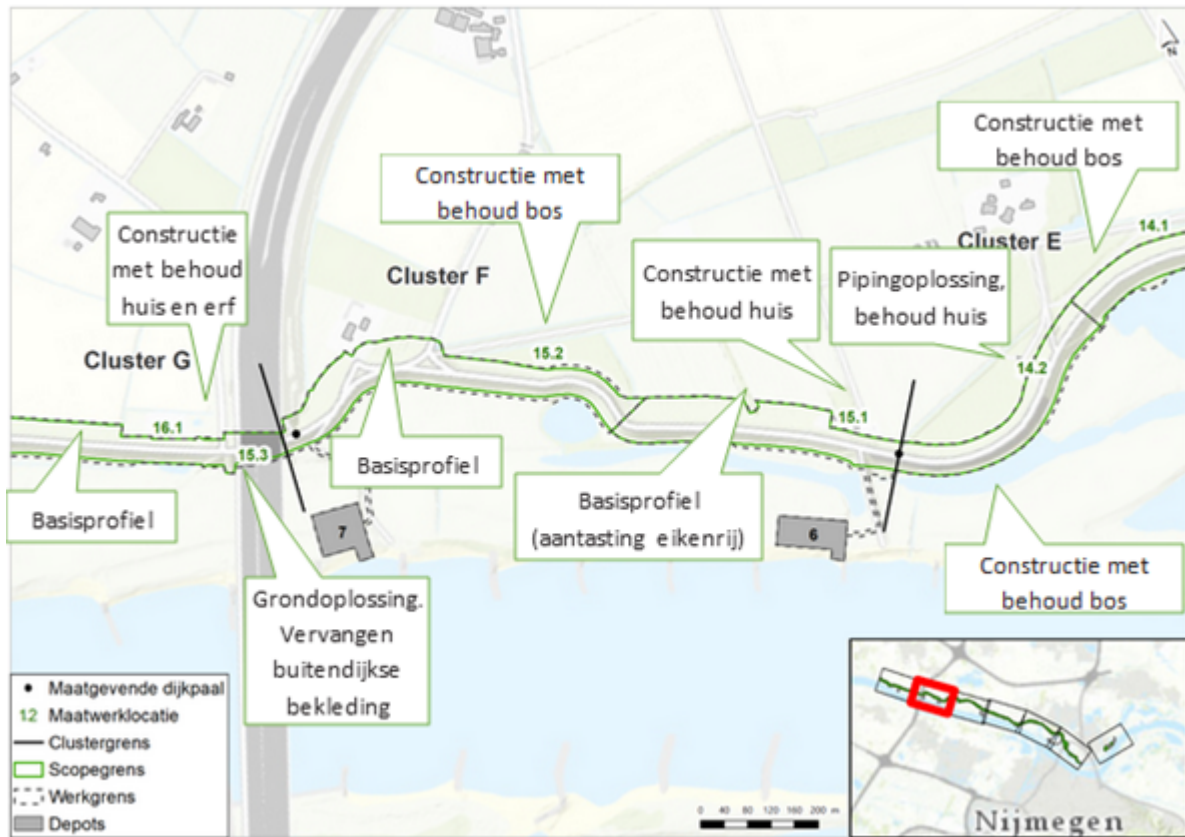 N
Constructie met
behoud bos
Constructie met
behoud bos
14.1
Constructie
met behoud
huis en erf
Cluster E
Cluster F
Constructie met
behoud huis
Pipingoplossing,
behoud huis
Cluster G
15.2
14.2
16.1
15.1
15.3
Basisprofiel
Basisprofiel
Basisprofiel
(aantasting eikenrij)
7
6
Constructie met
behoud bos
Grondoplossing.
Vervangen
buitendijkse
bekleding
Maatgevende dijkpaal
12 Maatwerklocatie
Clustergrens
Scopegrens
Werkgrens
Depots
0 40 80 120 160 200 m
Nijmegen